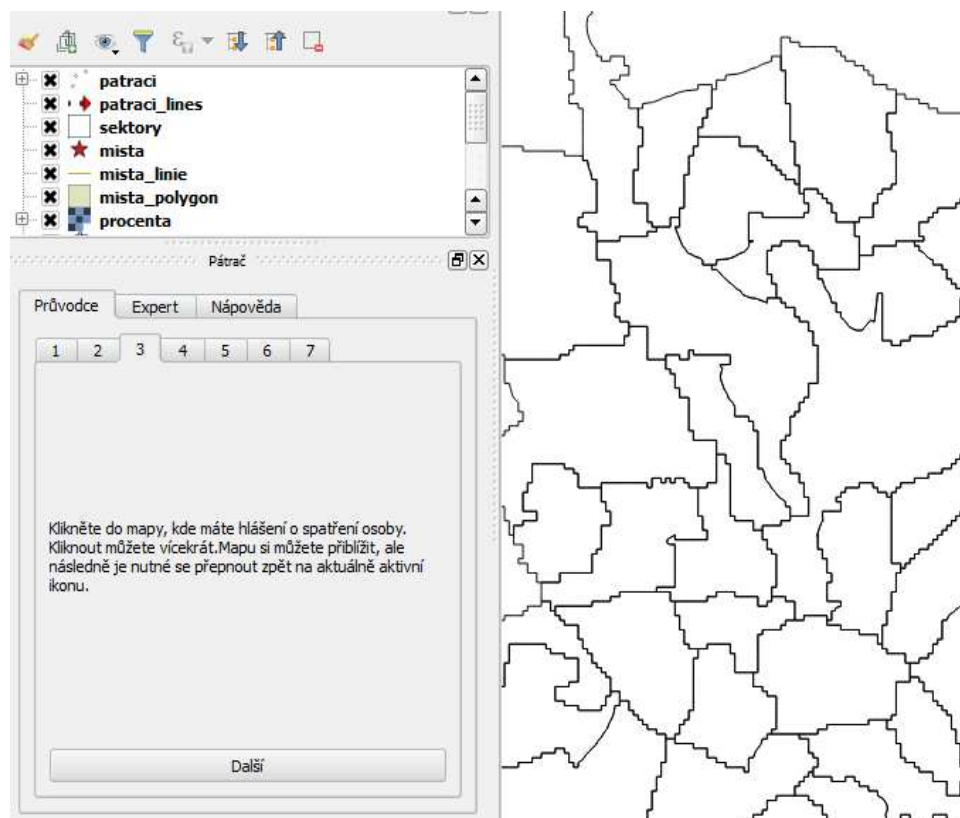 patraci
patraci_lines
sektory
mista
mista_linie
mista_polygon
procenta
Pátrač
Průvodce Expert Nápověda
1 2 3 4 5 6 7
Klikněte do mapy, kde máte hlášení o spatření osoby.
Kliknout můžete vícekrát.Mapu si můžete přiblížit, ale
následně je nutné se přepnout zpět na aktuálně aktivní
ikonu.
Další